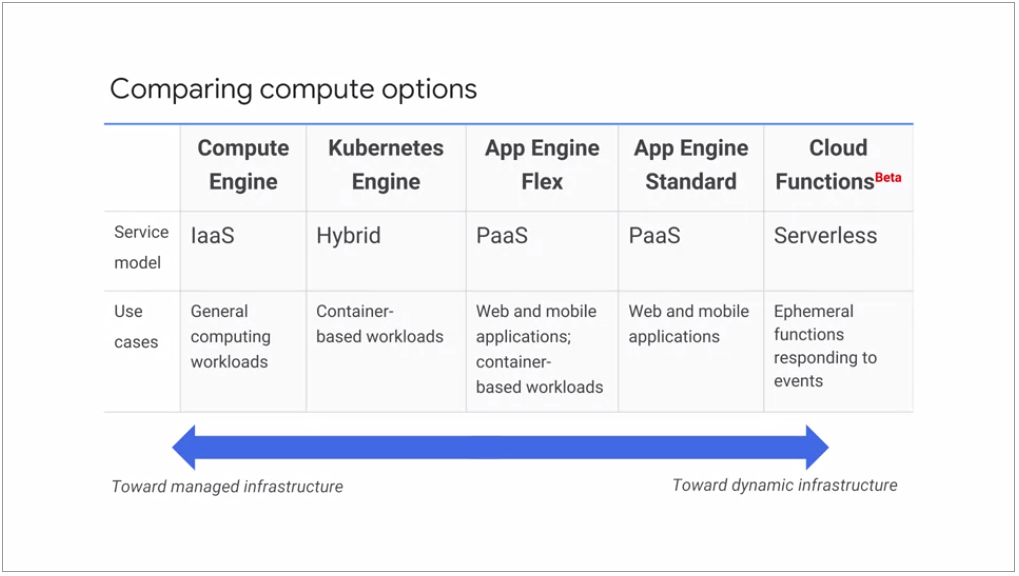 Comparing compute options
Compute
Engine
Kubernetes
Engine
App Engine
Flex
App Engine
Standard
Cloud
FunctionsBeta
Service
model
IaaS
Hybrid
PaaS
PaaS
Serverless
Use
cases
General
computing
workloads
Container-
based workloads
Web and mobile
applications;
container-
based workloads
Web and mobile
applications
Ephemeral
functions
responding to
events
Toward managed infrastructure
Toward dynamic infrastructure